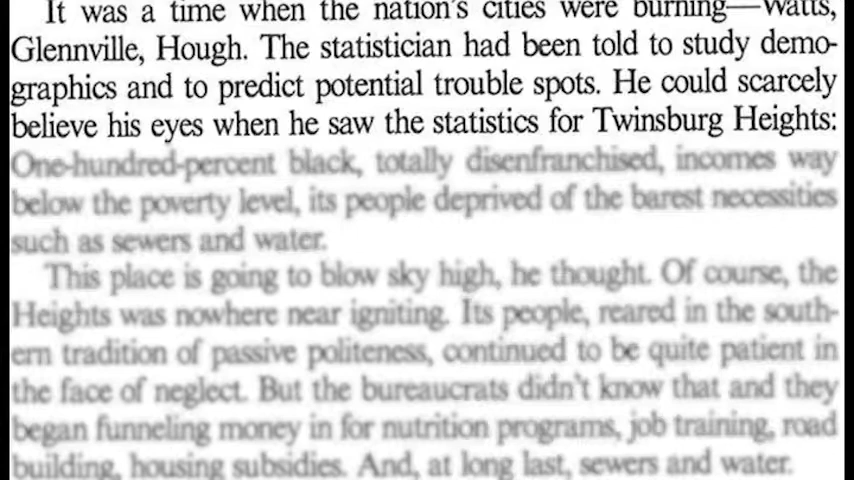 It was a time when the nation's cities were burning—Watts,
Glennville, Hough. The statistician had been told to study demo-
graphics and to predict potential trouble spots. He could scarcely
believe his eyes when he saw the statistics for Twinsburg Heights:
One-hundred-percent black, totally disenfranchised, incomes way
below the poverty level, its people deprived of the barest necessities
such as sewers and water.
This place is going to blow sky high, he thought. Of course, the
Heights was nowhere near igniting. Its people, reared in the south-
ern tradition of passive politeness, continued to be quite patient in
the face of neglect. But the bureaucrats didn't know that and they
began funneling money in for nutrition programs, job training, road
building, housing subsidies. And, at long last, sewers and water.